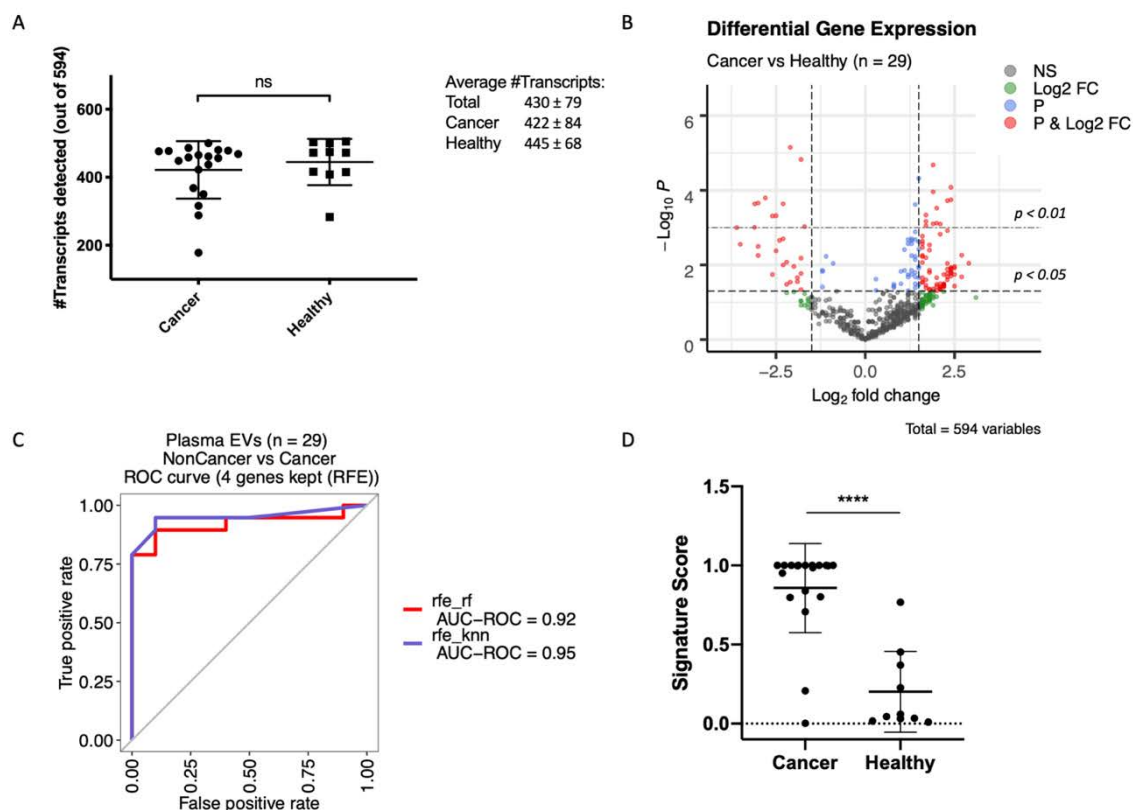 A
#Transcripts detected (out of 594)
600
400
200
ns
Cancer
Healthy
Average #Transcripts:
Total 430 ± 79
Cancer 422 ± 84
Healthy 445 ± 68
B
Differential Gene Expression
Cancer vs Healthy (n = 29)
NS
Log2 FC
P
P & Log2 FC
−Log10 P
6
4
2
0
p < 0.01
p < 0.05
−2.5 0.0 2.5
Log2 fold change
Total = 594 variables
C
Plasma EVs (n = 29)
NonCancer vs Cancer
ROC curve (4 genes kept (RFE))
True positive rate
1.00
0.75
0.50
0.25
0.00
0.00 0.25 0.50 0.75 1.00
False positive rate
rfe_rf
AUC−ROC = 0.92
rfe_knn
AUC−ROC = 0.95
D
Signature Score
1.5
1.0
0.5
0.0
****
Cancer Healthy